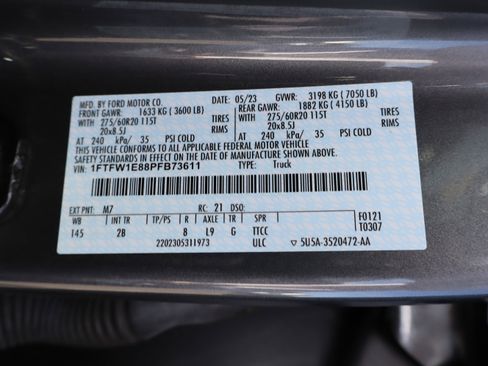 MFD. BY FORD MOTOR CO. DATE: 05/23 GVWR: 3198 KG ( 7050 LB)
FRONT GAWR: 1633 KG ( 3600 LB) REAR GAWR: 1882 KG ( 4150 LB)
WITH 275/60R20 115T TIRES WITH 275/60R20 115T TIRES
20x8.5J RIMS 20x8.5J RIMS
AT 240 kPa/ 35 PSI COLD AT 240 kPa/ 35 PSI COLD
THIS VEHICLE CONFORMS TO ALL APPLICABLE FEDERAL MOTOR VEHICLE SAFETY STANDARDS IN EFFECT ON THE DATE OF MANUFACTURE SHOWN ABOVE.
VIN: 1FTFW1E88PFB73611 TYPE: Truck
EXT PNT: M7 RC: 21 DSO: F0121
WB INT TR TP/PS R AXLE TR SPR T0307
145 2B 8 L9 G TTCC
2202305311973 ULC 5U5A-3520472-AA